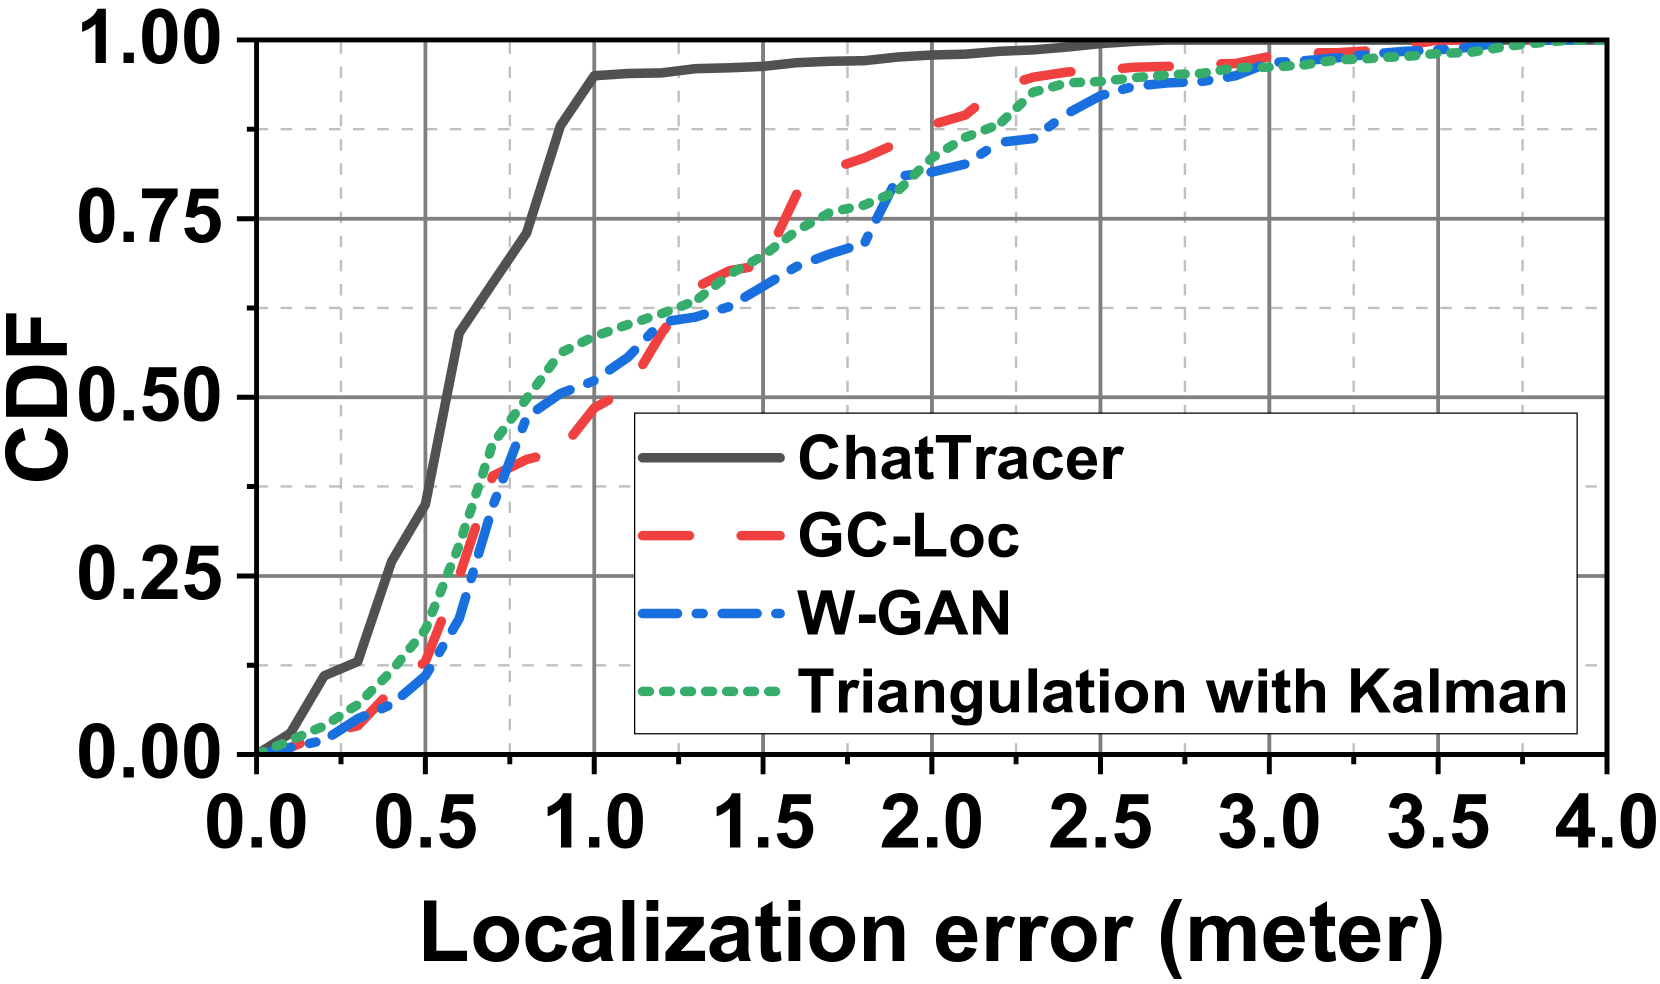 1.00
0.75
0.50
0.25
0.00
CDF
ChatTracer
GC-Loc
W-GAN
Triangulation with Kalman
0.0 0.5 1.0 1.5 2.0 2.5 3.0 3.5 4.0
Localization error (meter)